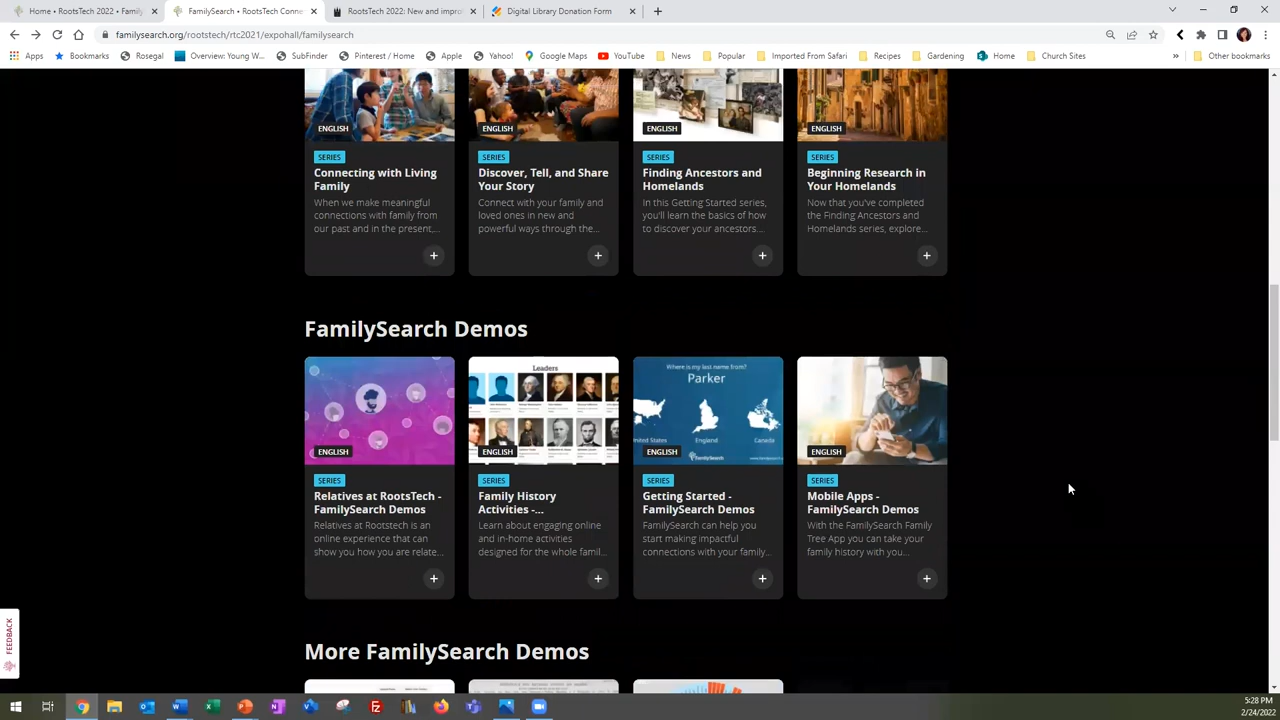 Home • RootsTech 2022 • Family
FamilySearch • RootsTech Conne
RootsTech 2022: New and impro
Digital Library Donation Form
familysearch.org/rootstech/rtc2021/expohall/familysearch
Apps
Bookmarks
Rosegal
Overview: Young W...
SubFinder
Pinterest / Home
Apple
Yahoo!
Google Maps
YouTube
News
Popular
Imported From Safari
Recipes
Gardening
Home
Church Sites
»
Other bookmarks
ENGLISH
ENGLISH
ENGLISH
ENGLISH
SERIES
Connecting with Living
Family
When we make meaningful
connections with family from
our past and in the present,...
SERIES
Discover, Tell, and Share
Your Story
Connect with your family and
loved ones in new and
powerful ways through the...
SERIES
Finding Ancestors and
Homelands
In this Getting Started series,
you'll learn the basics of how
to discover your ancestors...
SERIES
Beginning Research in
Your Homelands
Now that you've completed
the Finding Ancestors and
Homelands series, explore...
FamilySearch Demos
ENGLISH
SERIES
Relatives at RootsTech -
FamilySearch Demos
Relatives at Rootstech is an
online experience that can
show you how you are relate...
Leaders
ENGLISH
SERIES
Family History
Activities -...
Learn about engaging online
and in-home activities
designed for the whole famil...
Where is my last name from?
Parker
United States
England
Canada
FamilySearch
ENGLISH
SERIES
Getting Started -
FamilySearch Demos
FamilySearch can help you
start making impactful
connections with your family...
ENGLISH
SERIES
Mobile Apps -
FamilySearch Demos
With the FamilySearch Family
Tree App you can take your
family history with you...
More FamilySearch Demos
FEEDBACK
5:28 PM
2/24/2022